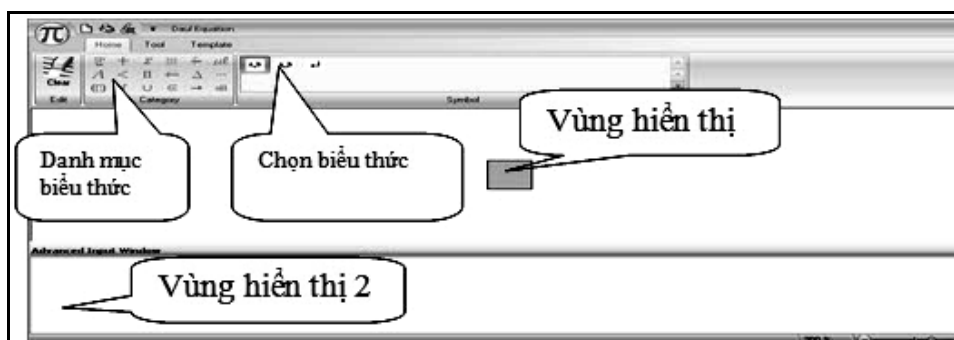 π Daul Equation
Home Tool Template
Clear
Edit Category Symbol
Vùng hiển thị
Danh mục
biểu thức
Chọn biểu thức
Advanced Input Window
Vùng hiển thị 2